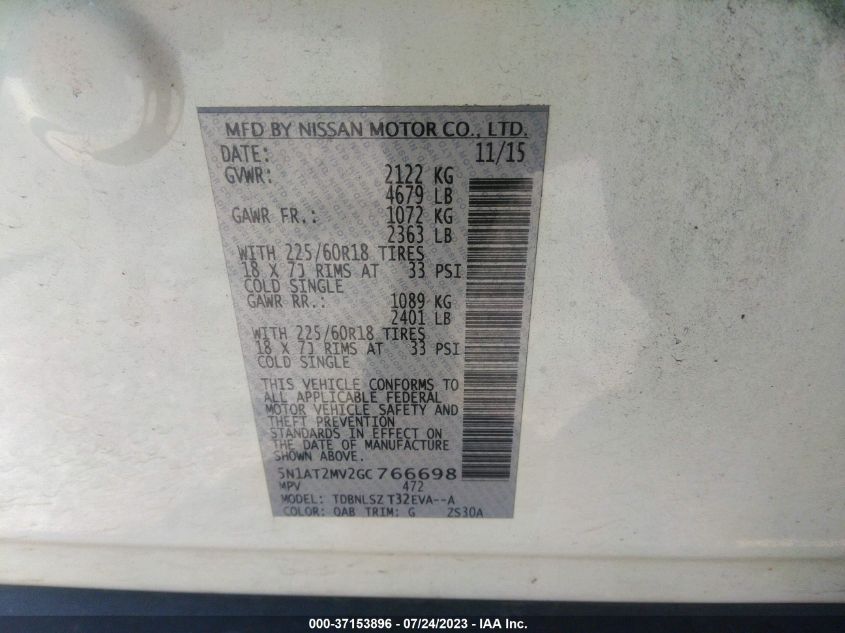 MFD BY NISSAN MOTOR CO., LTD.
DATE: 11/15
GVWR: 2122 KG
4679 LB
GAWR FR.: 1072 KG
2363 LB
WITH 225/60R18 TIRES
18 X 7J RIMS AT 33 PSI
COLD SINGLE
GAWR RR.: 1089 KG
2401 LB
WITH 225/60R18 TIRES
18 X 7J RIMS AT 33 PSI
COLD SINGLE
THIS VEHICLE CONFORMS TO
ALL APPLICABLE FEDERAL
MOTOR VEHICLE SAFETY AND
THEFT PREVENTION
STANDARDS IN EFFECT ON
THE DATE OF MANUFACTURE
SHOWN ABOVE.
5N1AT2MV2GC766698
MPV 472
MODEL: TDBNLSZ T32EVA--A
COLOR: QAB TRIM: G ZS30A
000-37153896 - 07/24/2023 - IAA Inc.